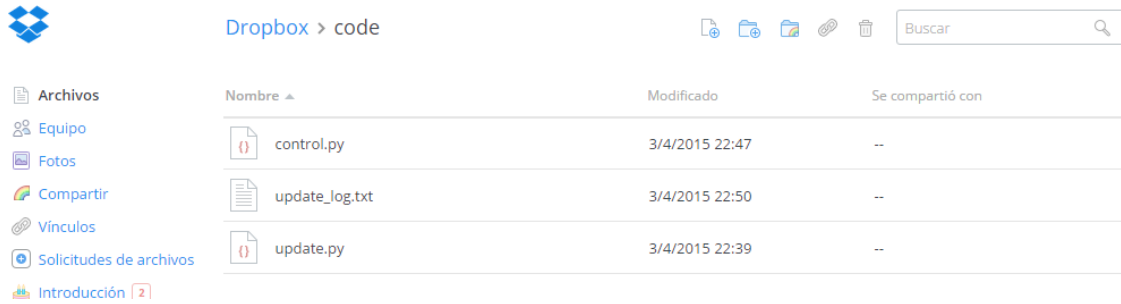 Dropbox > code
Buscar
Archivos
Equipo
Fotos
Compartir
Vínculos
Solicitudes de archivos
Introducción 2
Nombre Modificado Se compartió con
{} control.py 3/4/2015 22:47 --
update_log.txt 3/4/2015 22:50 --
{} update.py 3/4/2015 22:39 --